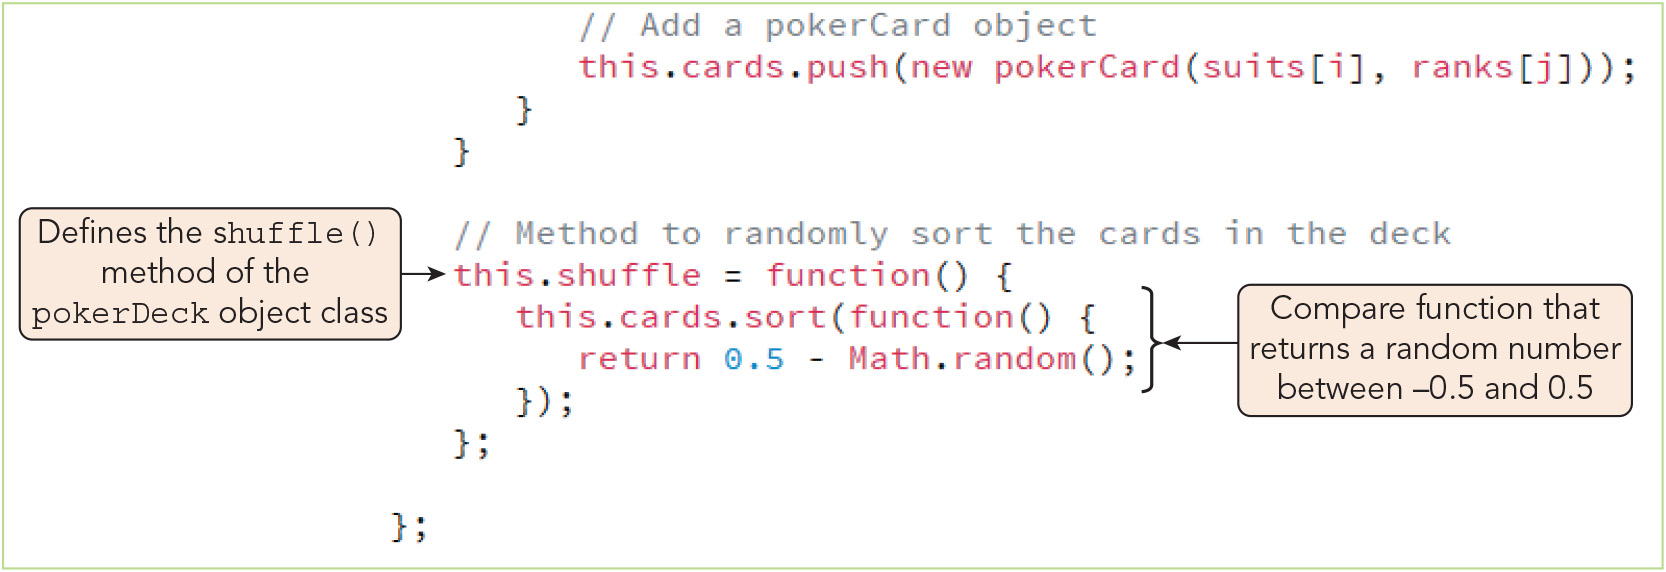 // Add a pokerCard object
this.cards.push(new pokerCard(suits[i], ranks[j]));
}
}
Defines the shuffle()
method of the
pokerDeck object class
// Method to randomly sort the cards in the deck
this.shuffle = function() {
this.cards.sort(function() {
return 0.5 - Math.random();
});
};
};
Compare function that
returns a random number
between –0.5 and 0.5